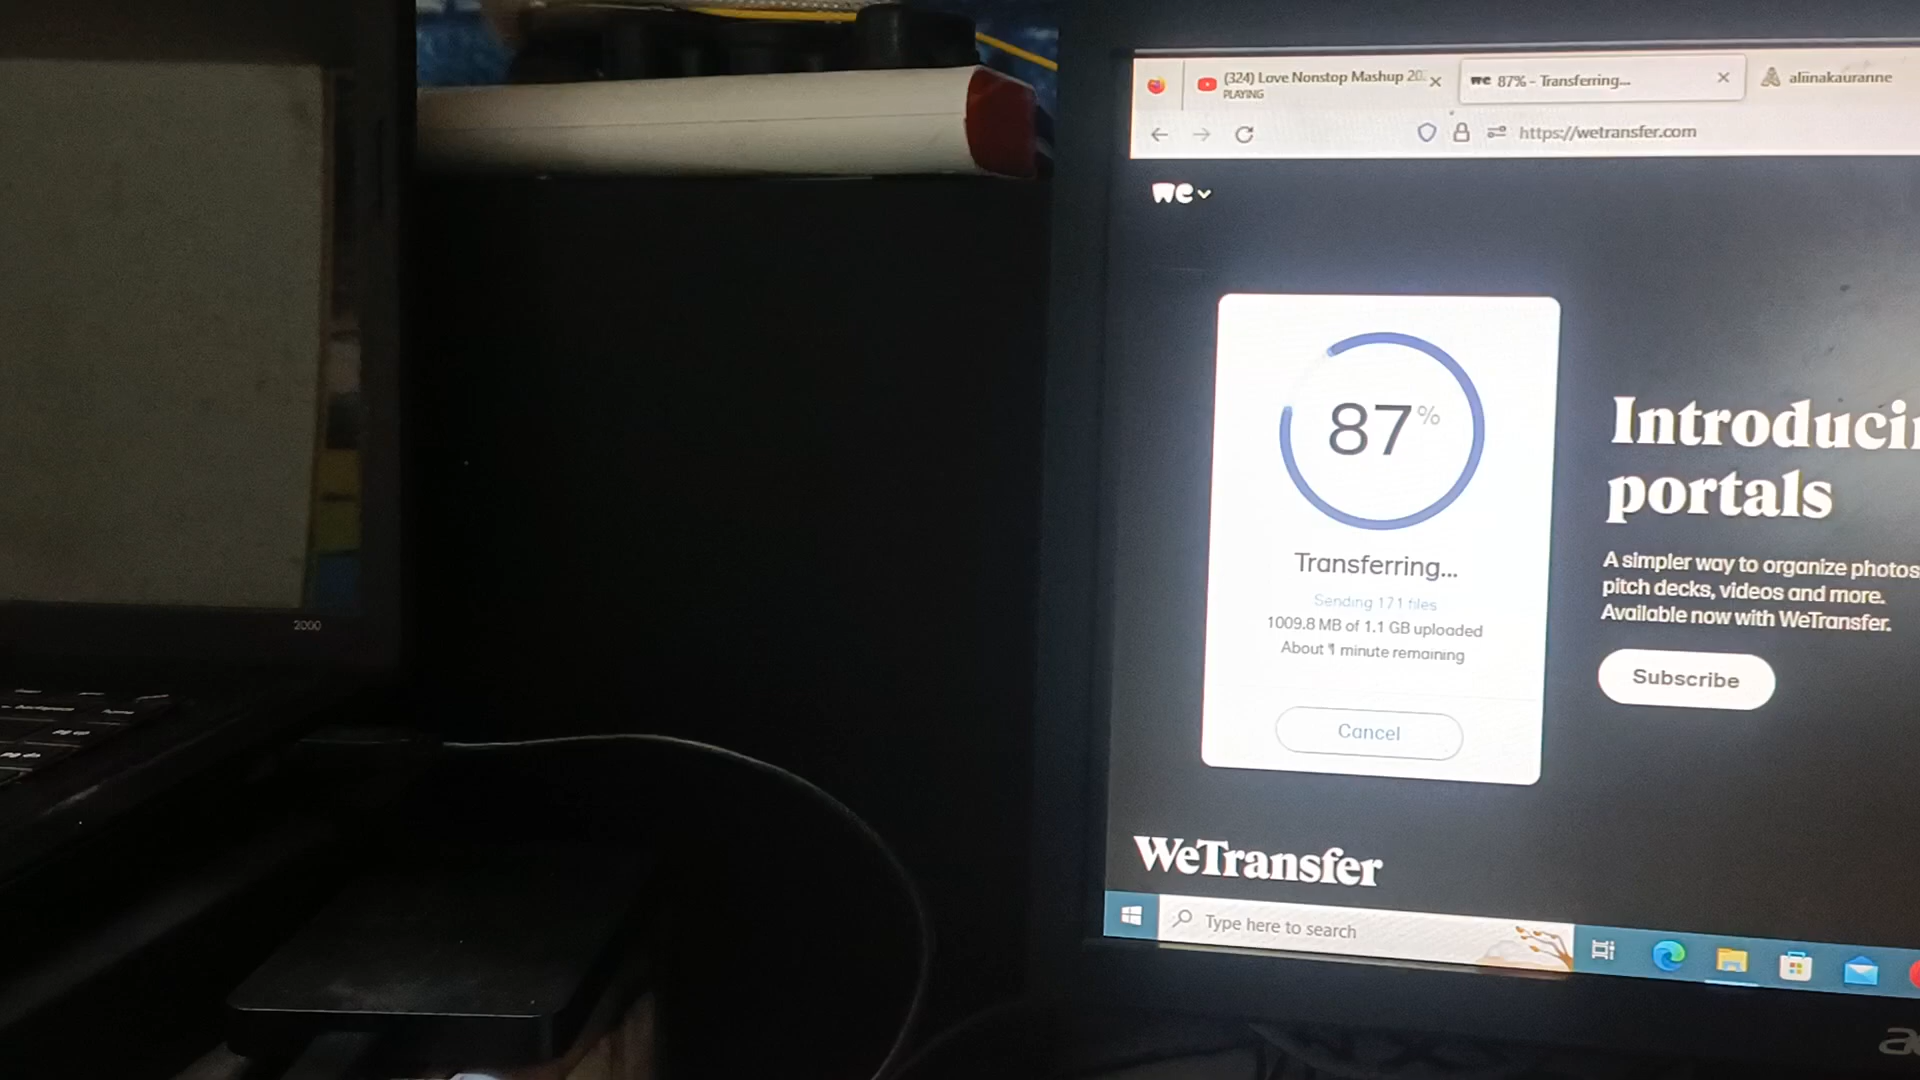 (324) Love Nonstop Mashup 20
PLAYING
we 87% - Transferring...
aliinakauranne
https://wetransfer.com
we
87%
Transferring...
Sending 171 files
1009.8 MB of 1.1 GB uploaded
About 1 minute remaining
Cancel
Introduci
portals
A simpler way to organize photos
pitch decks, videos and more.
Available now with WeTransfer.
Subscribe
WeTransfer
Type here to search
2000